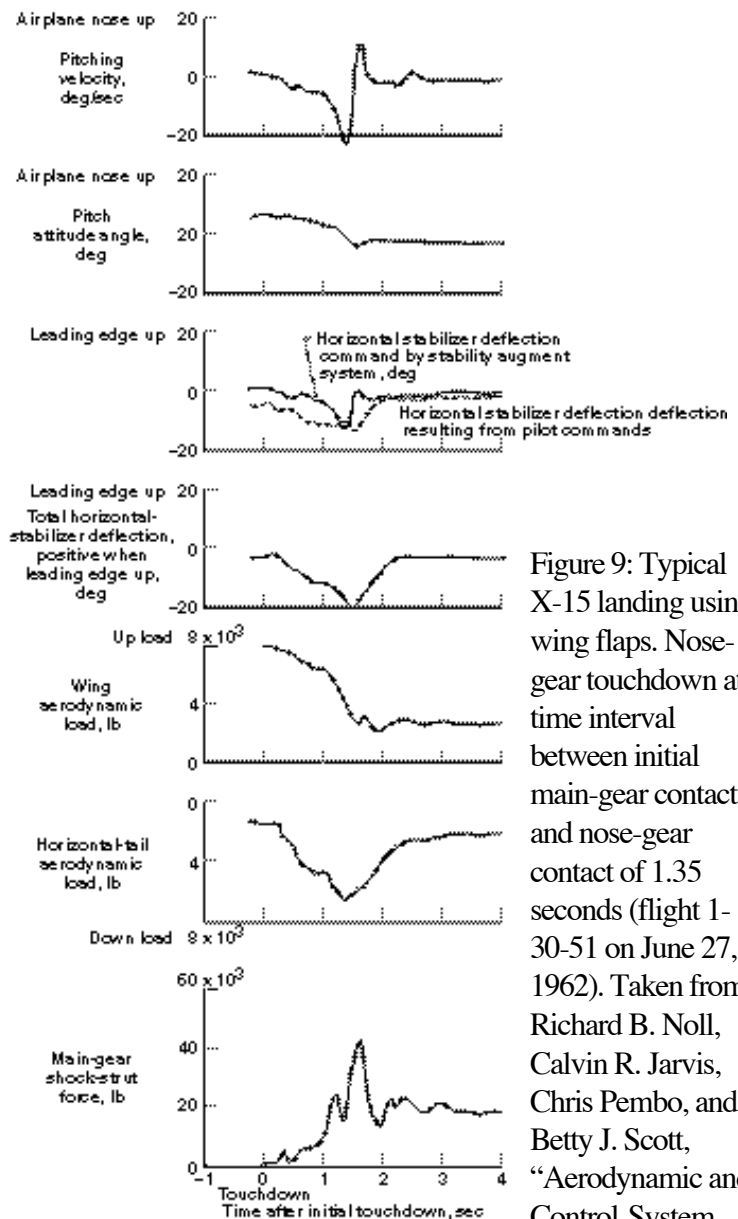 Airplane nose up 20
Pitching
velocity,
deg/sec
0
−20
Airplane nose up 20
Pitch
attitude angle,
deg
20
−20
Leading edge up 20
Horizontal stabilizer deflection
command by stability augment
system, deg
0
Horizontal stabilizer deflection deflection
resulting from pilot commands
−20
Leading edge up 20
Total horizontal-
stabilizer deflection,
positive when
leading edge up,
deg
0
−20
Up load 8 x 10³
Wing
aerodynamic
load, lb
4
0
0
Horizontal-tail
aerodynamic
load, lb
4
Down load 8 x 10³
60 x 10³
40
Main-gear
shock-strut
force, lb
20
0
−1 0 1 2 3 4
Touchdown
Time after initial touchdown, sec
Figure 9: Typical
X-15 landing usin
wing flaps. Nose-
gear touchdown a
time interval
between initial
main-gear contact
and nose-gear
contact of 1.35
seconds (flight 1-
30-51 on June 27,
1962). Taken from
Richard B. Noll,
Calvin R. Jarvis,
Chris Pembo, and
Betty J. Scott,
“Aerodynamic an
Control-System